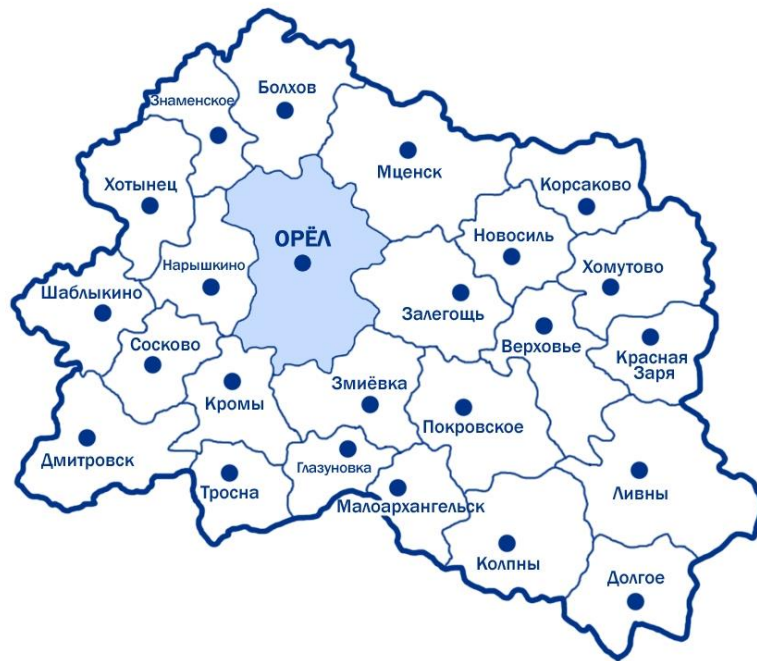 Болхов
Знаменское
Мценск
Хотынец
Корсаково
ОРЁЛ
Новосиль
Нарышкино
Хомутово
Шаблыкино
Залегощь
Сосково
Верховье
Красная
Заря
Змиёвка
Кромы
Покровское
Дмитровск
Глазуновка
Тросна
Ливны
Малоархангельск
Колпны
Долгое